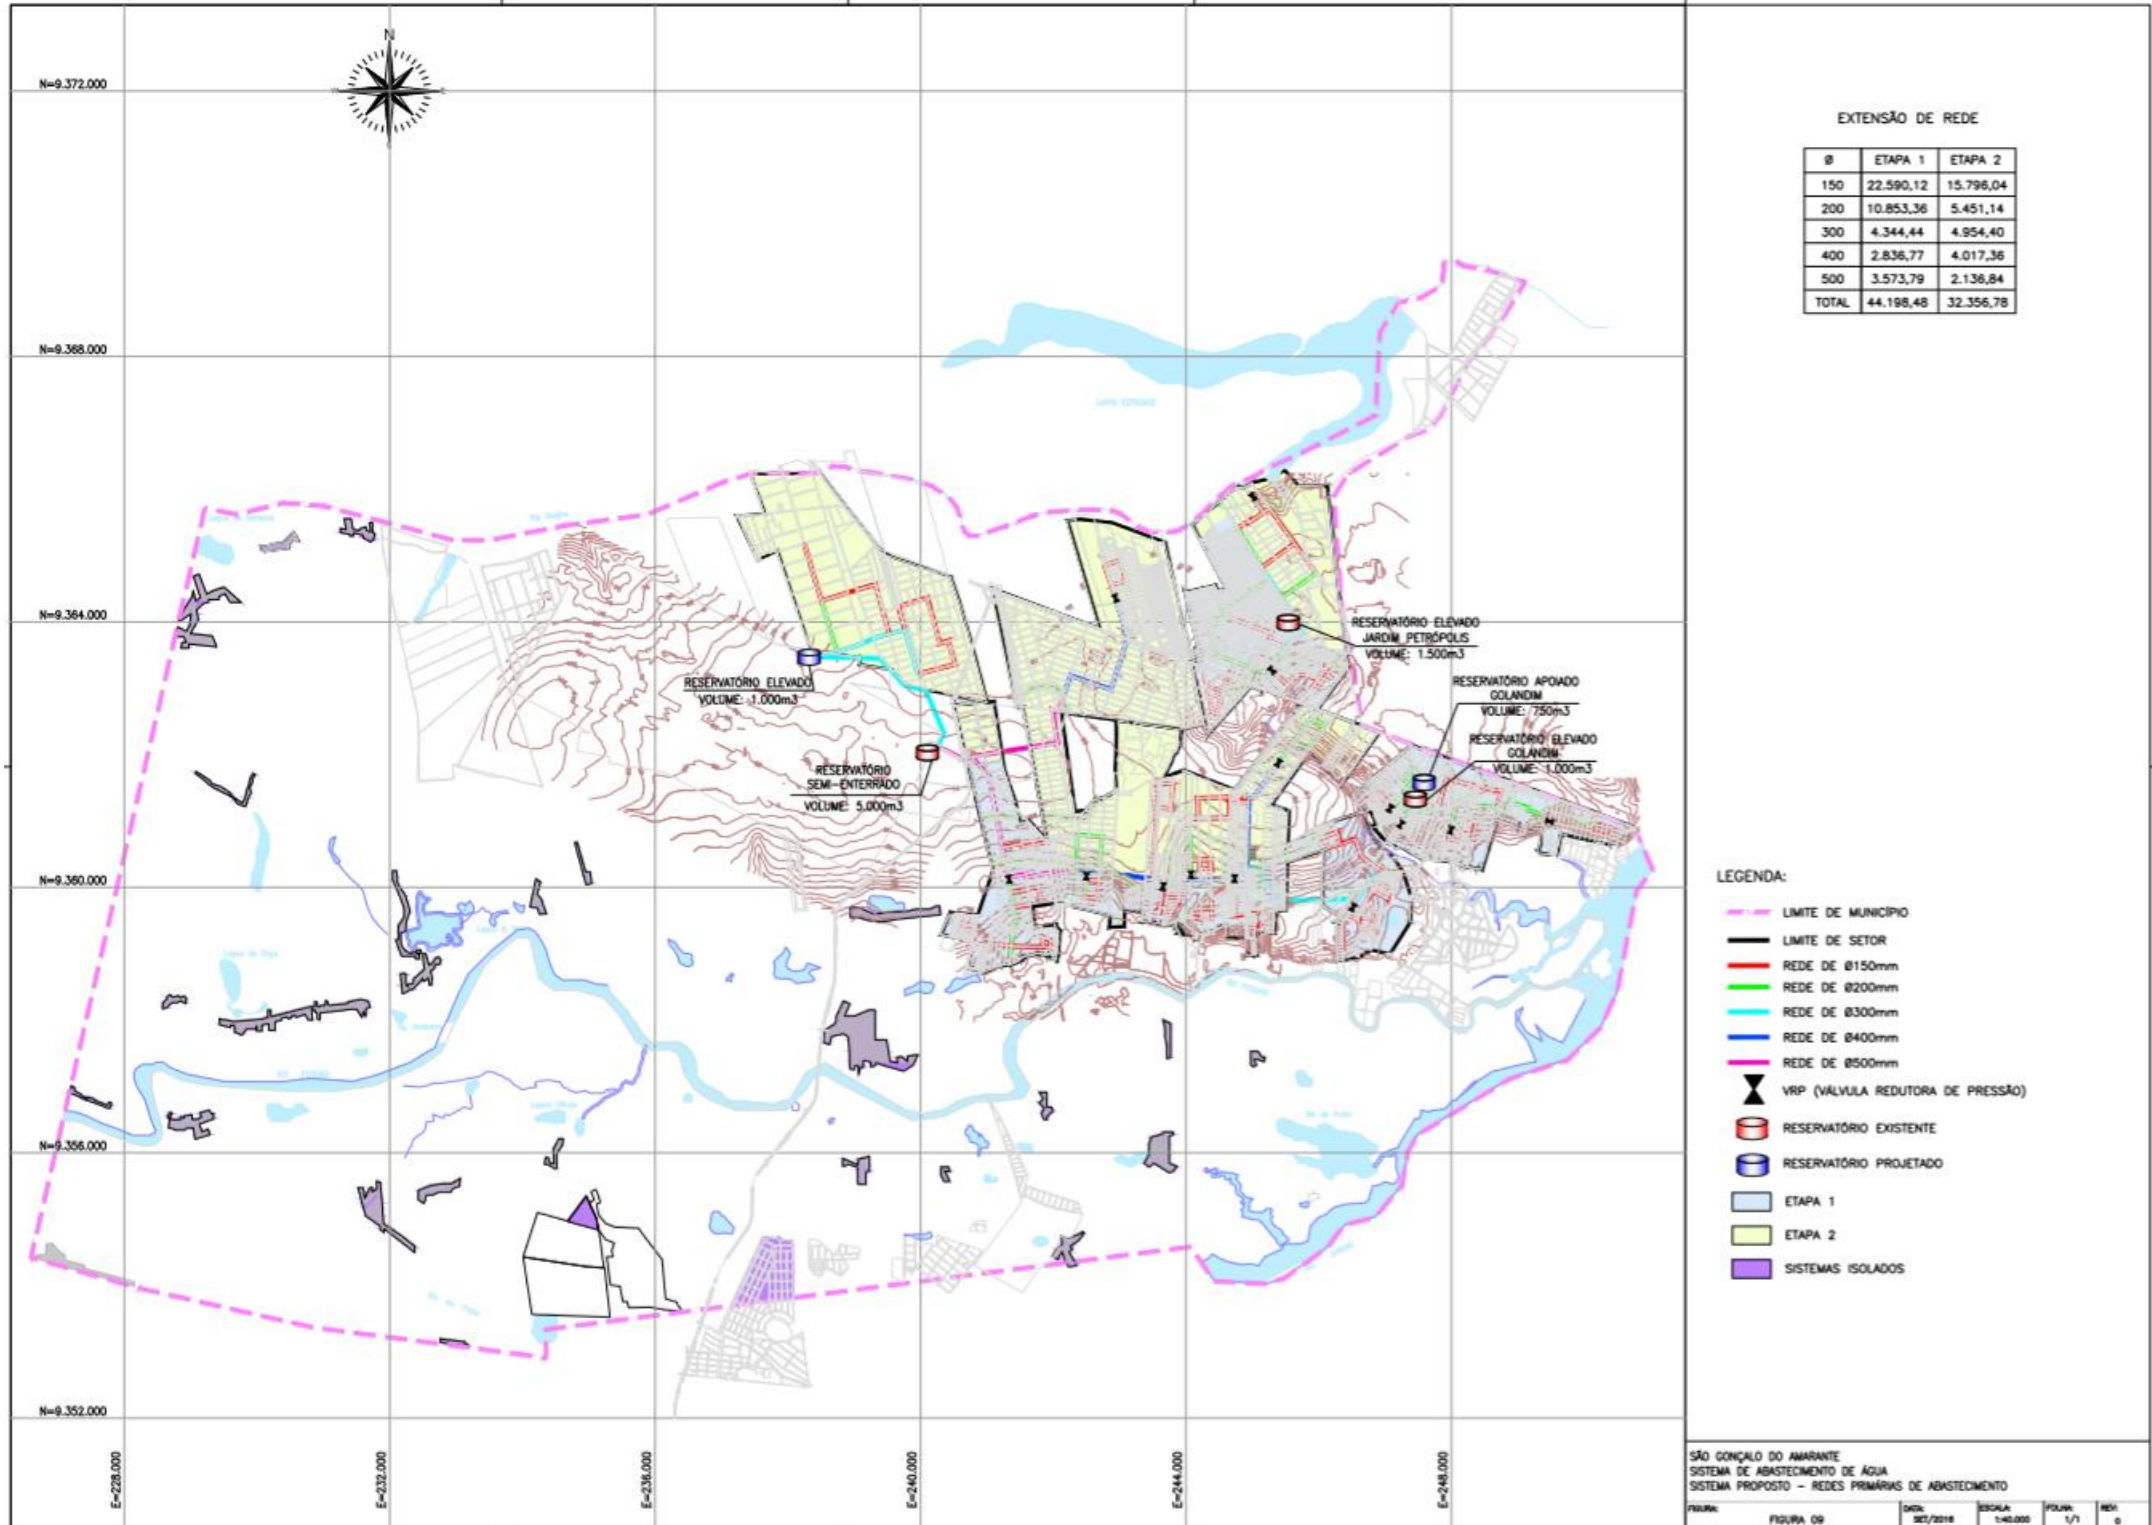 N
N=9.372.000
N=9.368.000
N=9.364.000
N=9.360.000
N=9.356.000
N=9.352.000
E=228.000
E=232.000
E=236.000
E=240.000
E=244.000
E=248.000
RESERVATÓRIO ELEVADO
JARDIM PETRÓPOLIS
VOLUME: 1.500m3
RESERVATÓRIO APOIADO
GOLANDIM
VOLUME: 750m3
RESERVATÓRIO ELEVADO
GOLANDIM
VOLUME: 1.000m3
RESERVATÓRIO ELEVADO
VOLUME: 1.000m3
RESERVATÓRIO
SEMI-ENTERRADO
VOLUME: 5.000m3
EXTENSÃO DE REDE
Ø ETAPA 1 ETAPA 2
150 22.590,12 15.796,04
200 10.853,36 5.451,14
300 4.344,44 4.954,40
400 2.836,77 4.017,36
500 3.573,79 2.136,84
TOTAL 44.198,48 32.356,78
LEGENDA:
LIMITE DE MUNICÍPIO
LIMITE DE SETOR
REDE DE Ø150mm
REDE DE Ø200mm
REDE DE Ø300mm
REDE DE Ø400mm
REDE DE Ø500mm
VRP (VÁLVULA REDUTORA DE PRESSÃO)
RESERVATÓRIO EXISTENTE
RESERVATÓRIO PROJETADO
ETAPA 1
ETAPA 2
SISTEMAS ISOLADOS
SÃO GONÇALO DO AMARANTE
SISTEMA DE ABASTECIMENTO DE ÁGUA
SISTEMA PROPOSTO - REDES PRIMÁRIAS DE ABASTECIMENTO
FIGURA: DATA: ESCALA: FOLHA: REV:
FIGURA 09 SET/2016 1:40.000 1/1 0